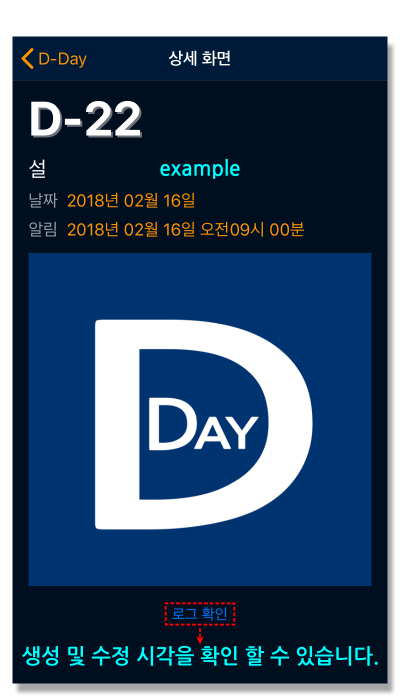 D-Day 상세 화면
D-22
설 example
날짜 2018년 02월 16일
알림 2018년 02월 16일 오전09시 00분
D
DAY
로그 확인
생성 및 수정 시각을 확인 할 수 있습니다.